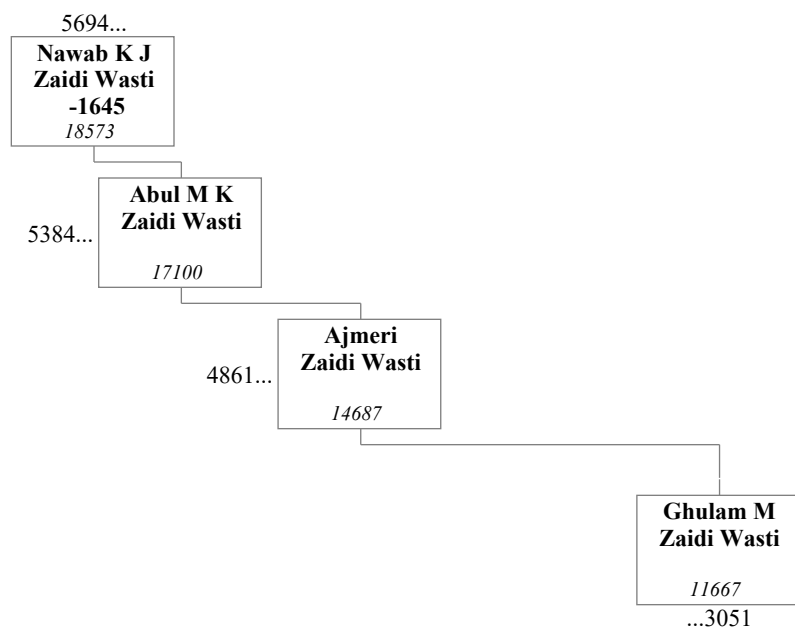 5694...
Nawab K J
Zaidi Wasti
-1645
18573
Abul M K
Zaidi Wasti
5384...
17100
Ajmeri
Zaidi Wasti
4861...
14687
Ghulam M
Zaidi Wasti
11667
...3051